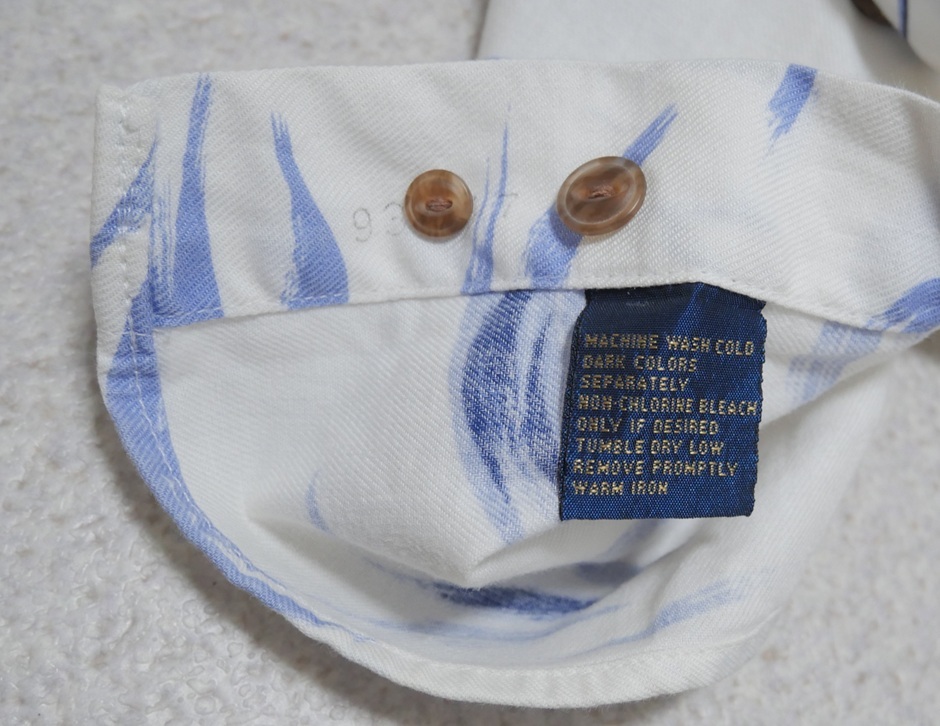 93
MACHINE WASH COLD
DARK COLORS
SEPARATELY
NON-CHLORINE BLEACH
ONLY IF DESIRED
TUMBLE DRY LOW
REMOVE PROMPTLY
WARM IRON